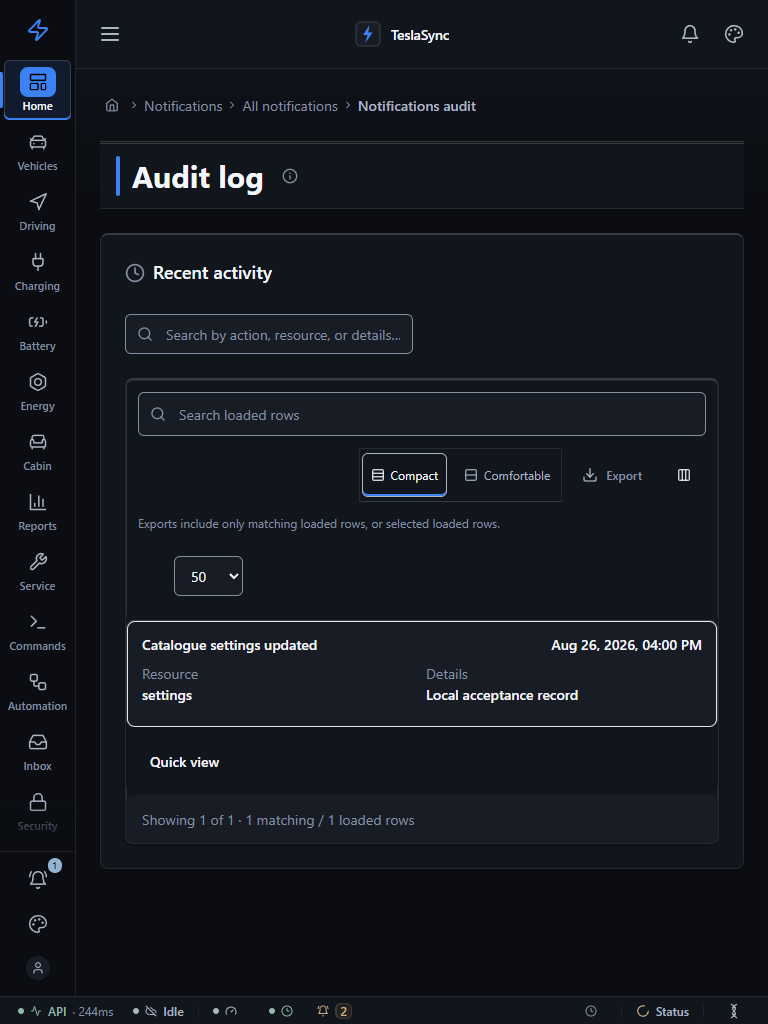 TeslaSync
Home
Vehicles
Driving
Charging
Battery
Energy
Cabin
Reports
Service
Commands
Automation
Inbox
Security
1
Notifications
All notifications
Notifications audit
Audit log
Recent activity
Search by action, resource, or details...
Search loaded rows
Compact
Comfortable
Export
Exports include only matching loaded rows, or selected loaded rows.
50
Catalogue settings updated
Aug 26, 2026, 04:00 PM
Resource
Details
settings
Local acceptance record
Quick view
Showing 1 of 1 · 1 matching / 1 loaded rows
API · 244ms
Idle
2
Status